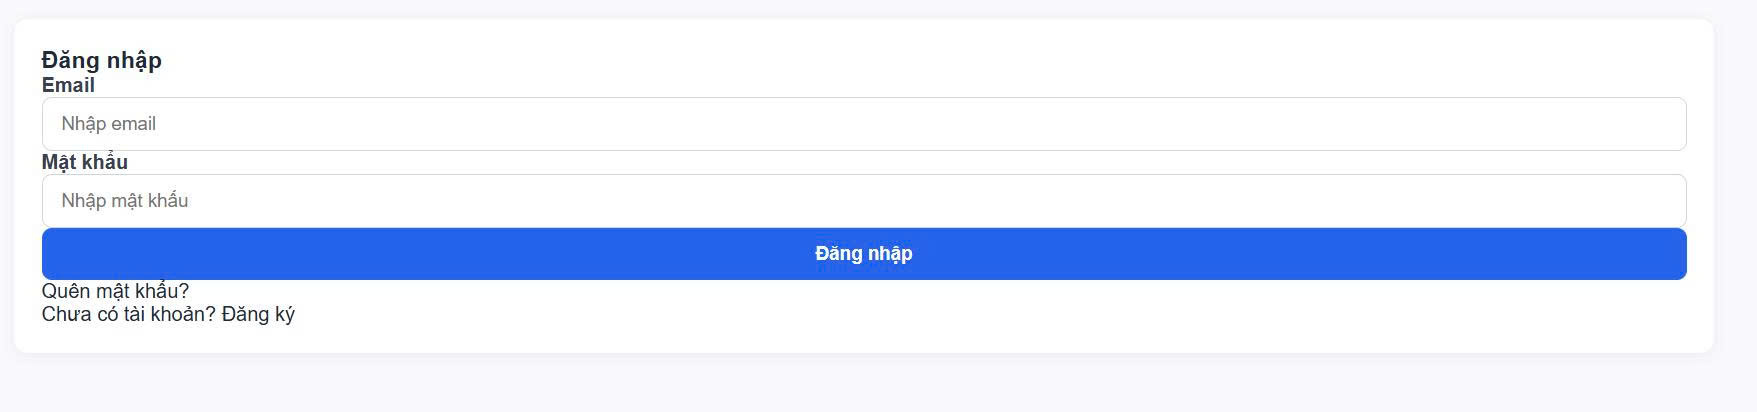 Đăng nhập
Email
Nhập email
Mật khẩu
Nhập mật khẩu
Đăng nhập
Quên mật khẩu?
Chưa có tài khoản? Đăng ký